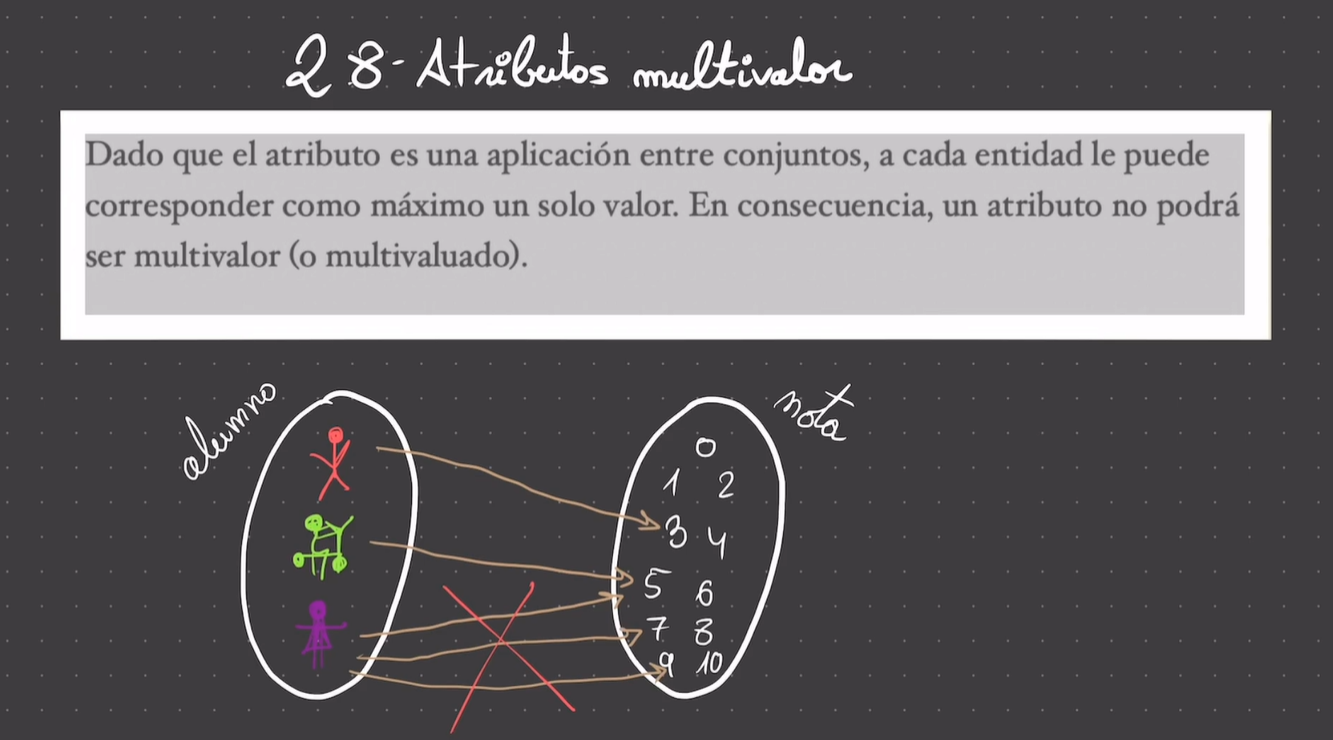 28-Atributos multivalor
Dado que el atributo es una aplicación entre conjuntos, a cada entidad le puede
corresponder como máximo un solo valor. En consecuencia, un atributo no podrá
ser multivalor (o multivaluado).
alumno
nota
0
1 2
3 4
5 6
7 8
9 10